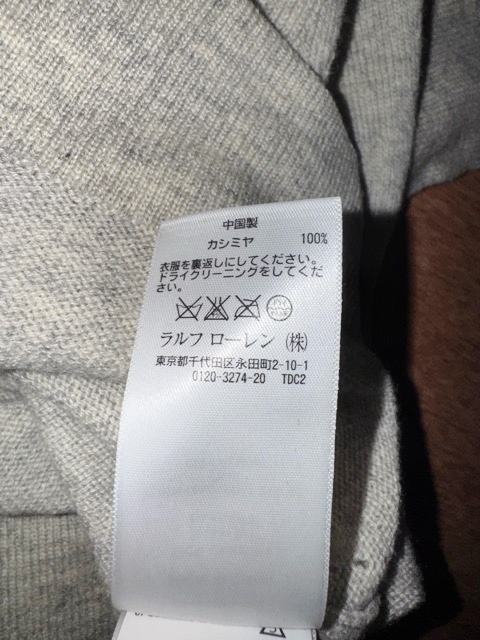 中国製
カシミヤ 100%
衣服を裏返しにしてください。
ドライクリーニングをしてくだ
さい。
ラルフ ローレン (株)
東京都千代田区永田町2-10-1
0120-3274-20 TDC2